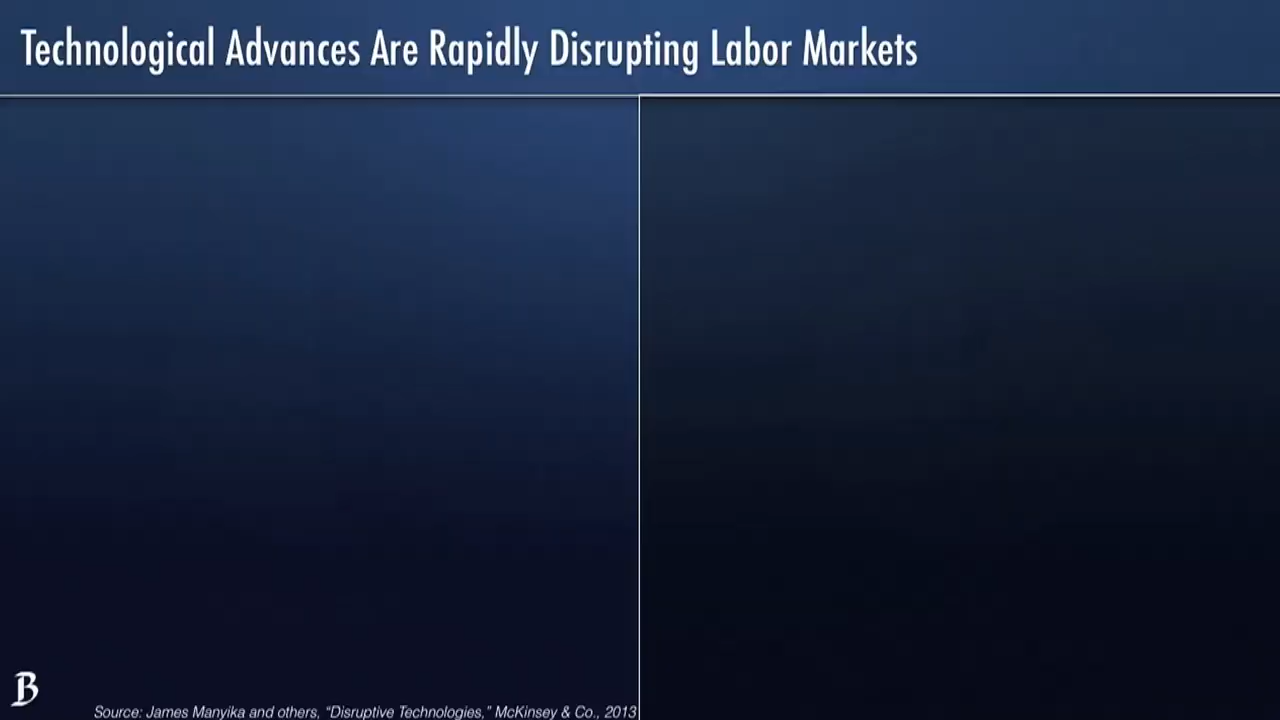 Technological Advances Are Rapidly Disrupting Labor Markets
B
Source: James Manyika and others, “Disruptive Technologies,” McKinsey & Co., 2013